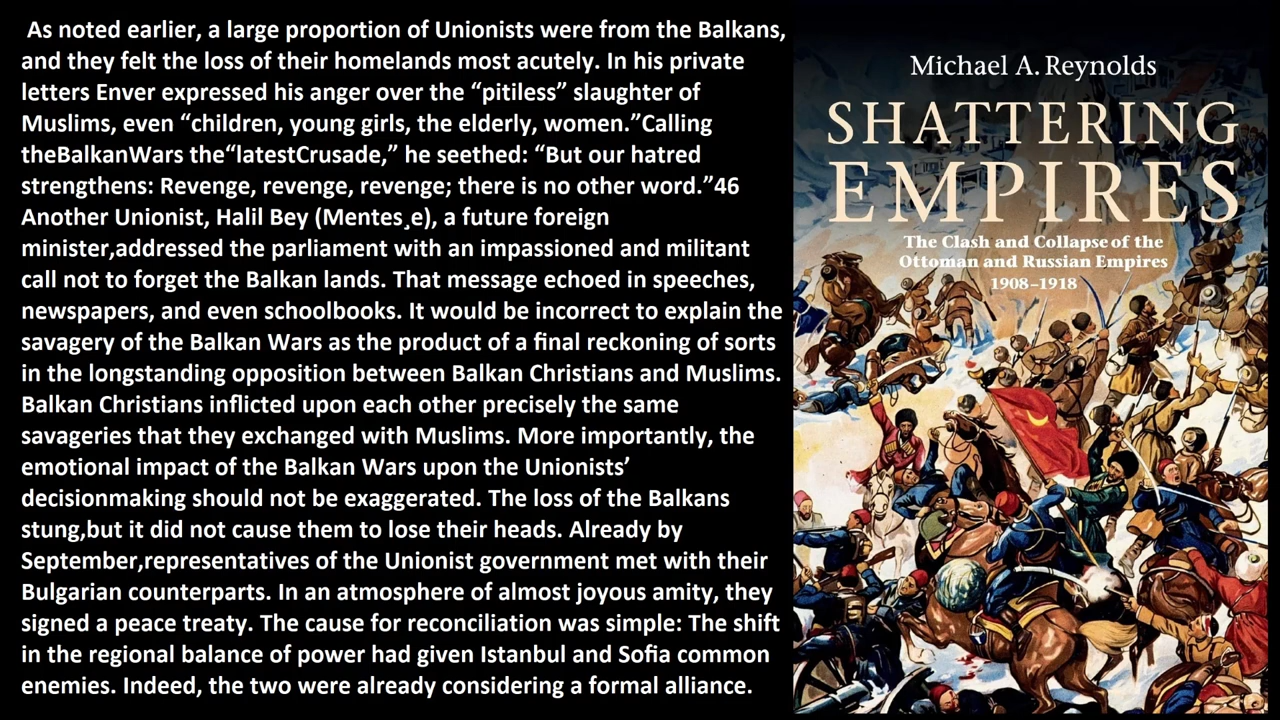 As noted earlier, a large proportion of Unionists were from the Balkans,
and they felt the loss of their homelands most acutely. In his private
letters Enver expressed his anger over the “pitiless” slaughter of
Muslims, even “children, young girls, the elderly, women.”Calling
theBalkanWars the“latestCrusade,” he seethed: “But our hatred
strengthens: Revenge, revenge, revenge; there is no other word.”46
Another Unionist, Halil Bey (Mentes¸e), a future foreign
minister,addressed the parliament with an impassioned and militant
call not to forget the Balkan lands. That message echoed in speeches,
newspapers, and even schoolbooks. It would be incorrect to explain the
savagery of the Balkan Wars as the product of a final reckoning of sorts
in the longstanding opposition between Balkan Christians and Muslims.
Balkan Christians inflicted upon each other precisely the same
savageries that they exchanged with Muslims. More importantly, the
emotional impact of the Balkan Wars upon the Unionists’
decisionmaking should not be exaggerated. The loss of the Balkans
stung,but it did not cause them to lose their heads. Already by
September,representatives of the Unionist government met with their
Bulgarian counterparts. In an atmosphere of almost joyous amity, they
signed a peace treaty. The cause for reconciliation was simple: The shift
in the regional balance of power had given Istanbul and Sofia common
enemies. Indeed, the two were already considering a formal alliance.
Michael A. Reynolds
SHATTERING
EMPIRES
The Clash and Collapse of the
Ottoman and Russian Empires
1908–1918